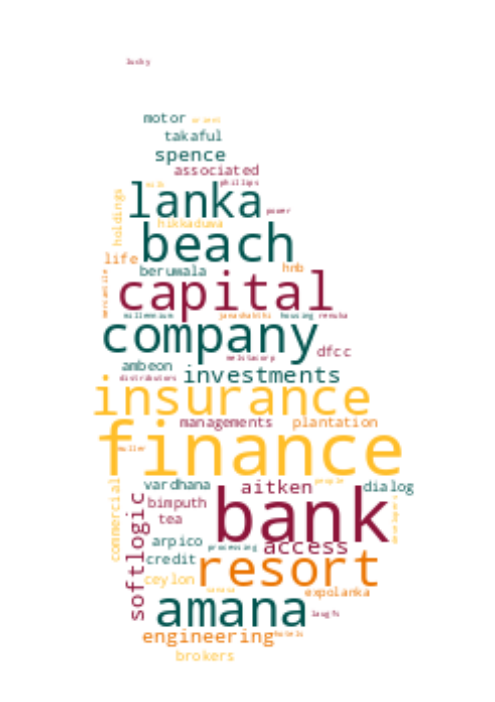 lucky
motor
takaful
spence
associated
phillips
lanka
power
holdings
hikkaduwa
beach
life
beruwala
hnb
mercantile
capital
millennium janashakthi housing renuka
company
dfcc
ambeon
distributors
investments
insurance
managements plantation
finance
muller
people
commercial
vardhana
aitken
dialog
softlogic
bimputh
bank
tea
arpico
processing
access
credit
resort
ceylon
expolanka
amana
laugfs
engineering
hotels
brokers